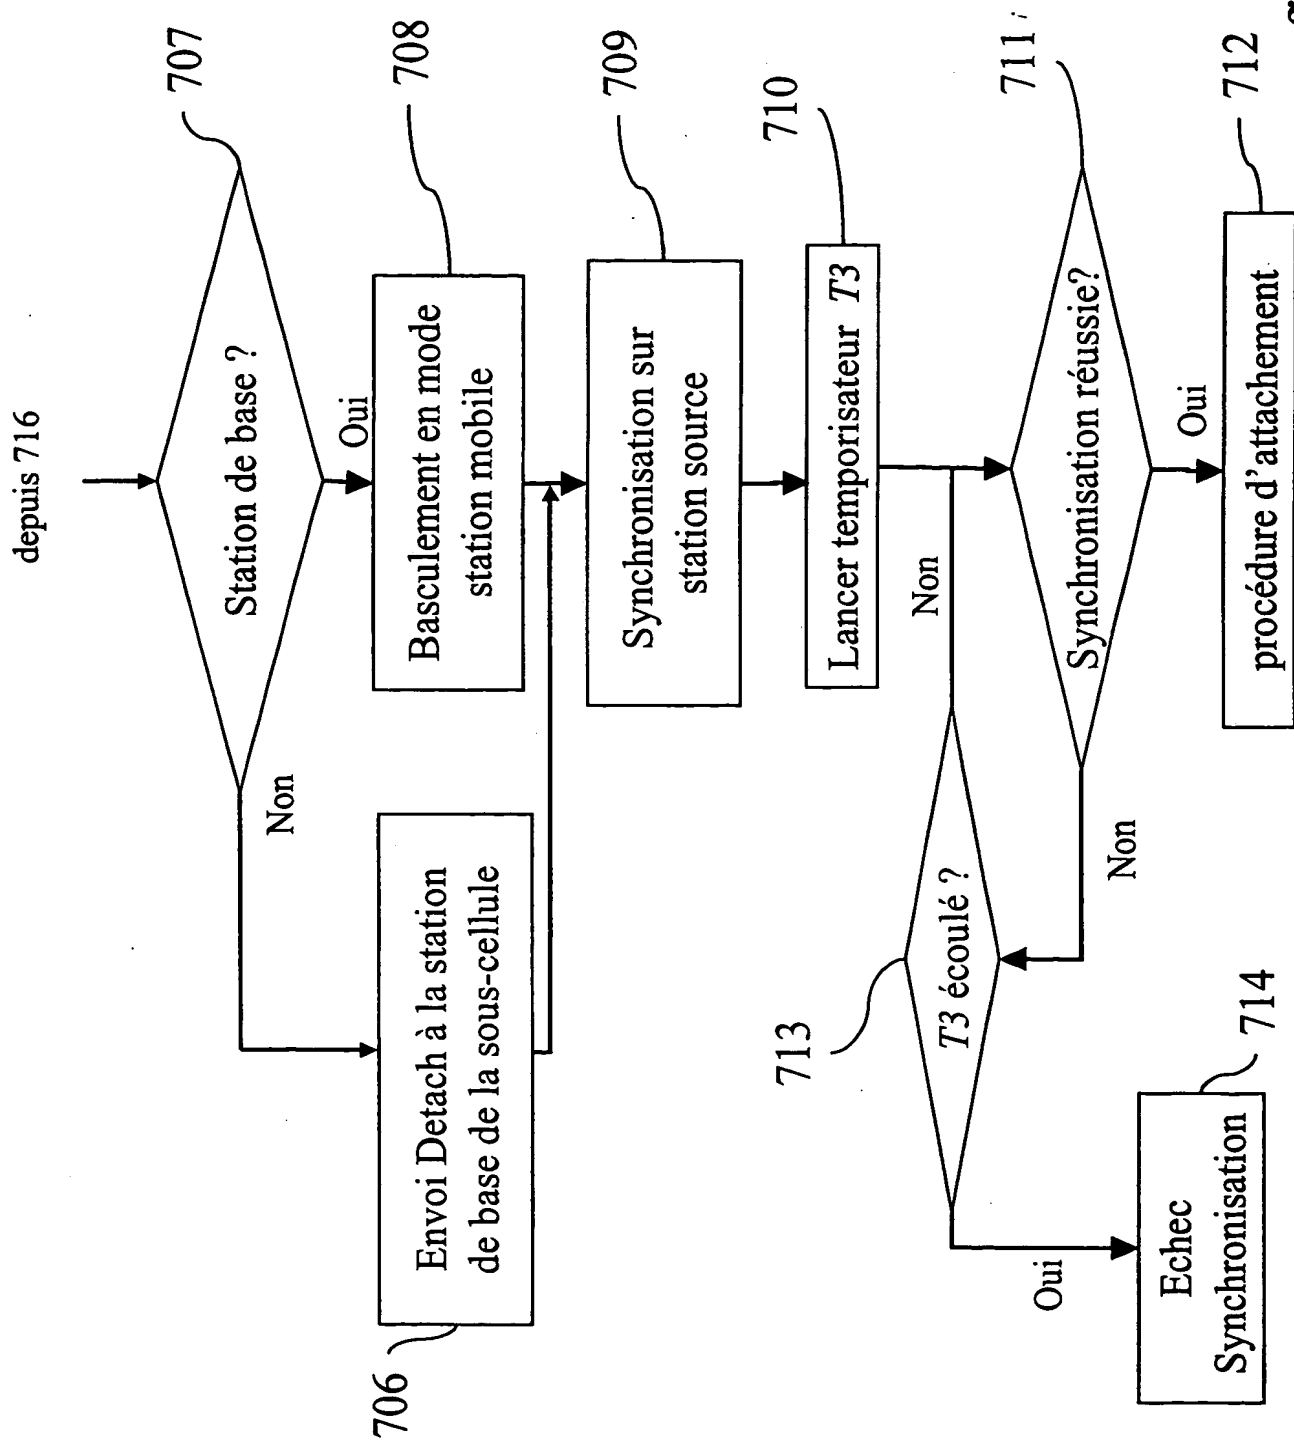 depuis 716
707
Station de base ?
Oui
Non
708
Basculement en mode
station mobile
706
Envoi Detach à la station
de base de la sous-cellule
709
Synchronisation sur
station source
710
Lancer temporisateur T3
Non
711
Synchronisation réussie?
Oui
Non
713
T3 écoulé ?
Oui
712
procédure d'attachement
714
Echec
Synchronisation